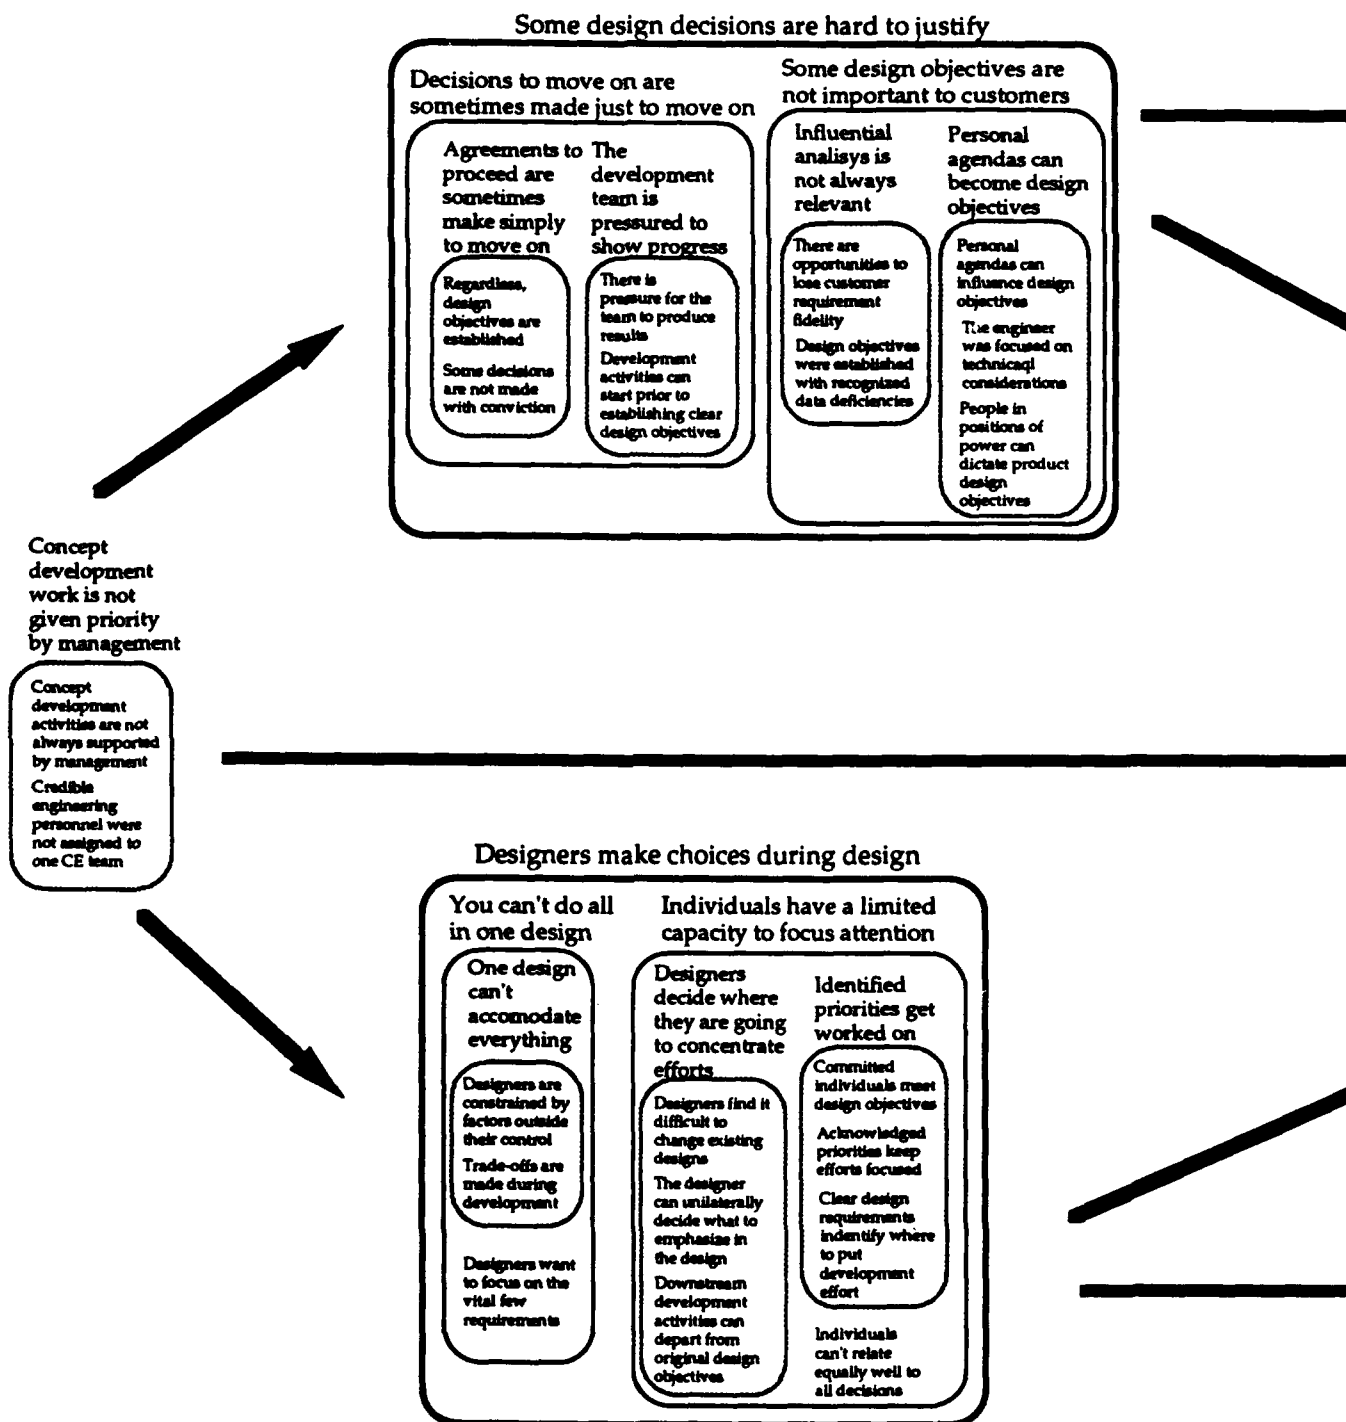 Some design decisions are hard to justify
Decisions to move on are
sometimes made just to move on
Agreements to
proceed are
sometimes
make simply
to move on
Regardless,
design
objectives are
established
Some decisions
are not made
with conviction
The
development
team is
pressured to
show progress
There is
pressure for the
team to produce
results
Development
activities can
start prior to
establishing clear
design objectives
Some design objectives are
not important to customers
Influential
analisys is
not always
relevant
There are
opportunities to
lose customer
requirement
fidelity
Design objectives
were established
with recognized
data deficiencies
Personal
agendas can
become design
objectives
Personal
agendas can
influence design
objectives
The engineer
was focused on
technicaql
considerations
People in
positions of
power can
dictate product
design
objectives
Concept
development
work is not
given priority
by management
Concept
development
activities are not
always supported
by management
Credible
engineering
personnel were
not assigned to
one CE team
Designers make choices during design
You can't do all
in one design
One design
can't
accomodate
everything
Designers are
constrained by
factors outside
their control
Trade-offs are
made during
development
Designers want
to focus on the
vital few
requirements
Individuals have a limited
capacity to focus attention
Designers
decide where
they are going
to concentrate
efforts
Designers find it
difficult to
change existing
designs
The designer
can unilaterally
decide what to
emphasize in
the design
Downstream
development
activities can
depart from
original design
objectives
Identified
priorities get
worked on
Committed
individuals meet
design objectives
Acknowledged
priorities keep
efforts focused
Clear design
requirements
indentify where
to put
development
effort
Individuals
can't relate
equally well to
all decisions